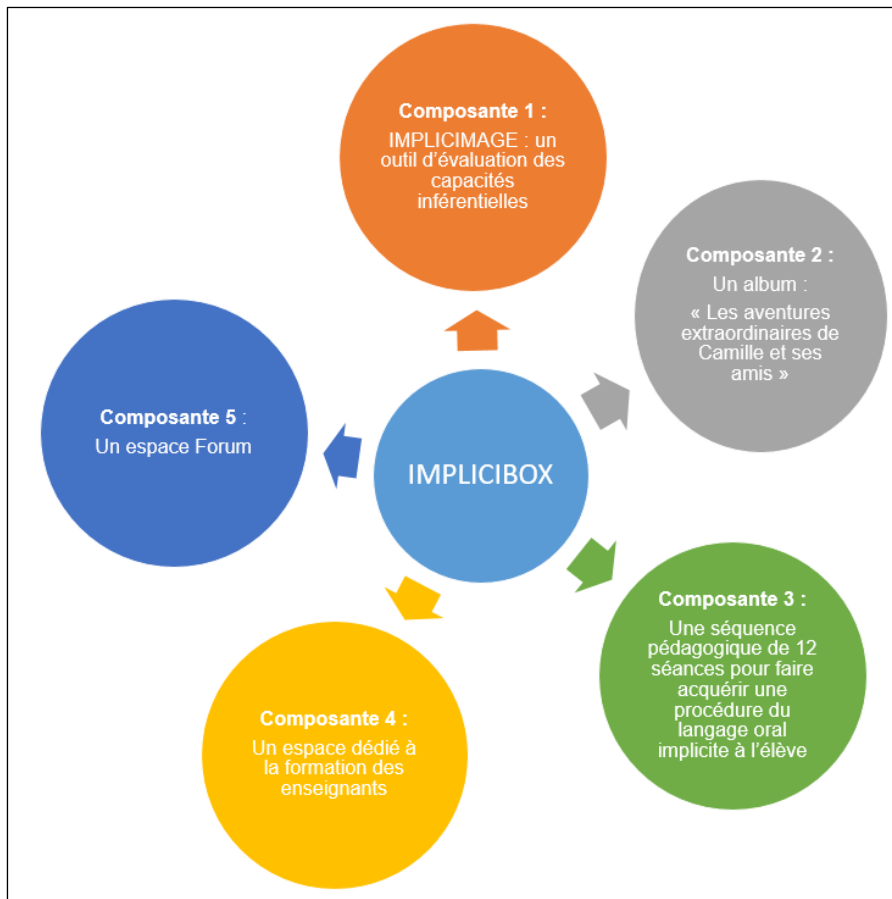 Composante 1 :
IMPLICIMAGE : un
outil d'évaluation des
capacités
inférentielles
Composante 2 :
Un album :
« Les aventures
extraordinaires de
Camille et ses
amis »
Composante 5 :
Un espace Forum
IMPLICIBOX
Composante 3 :
Une séquence
pédagogique de 12
séances pour faire
acquérir une
procédure du
langage oral
implicite à l'élève
Composante 4 :
Un espace dédié à
la formation des
enseignants